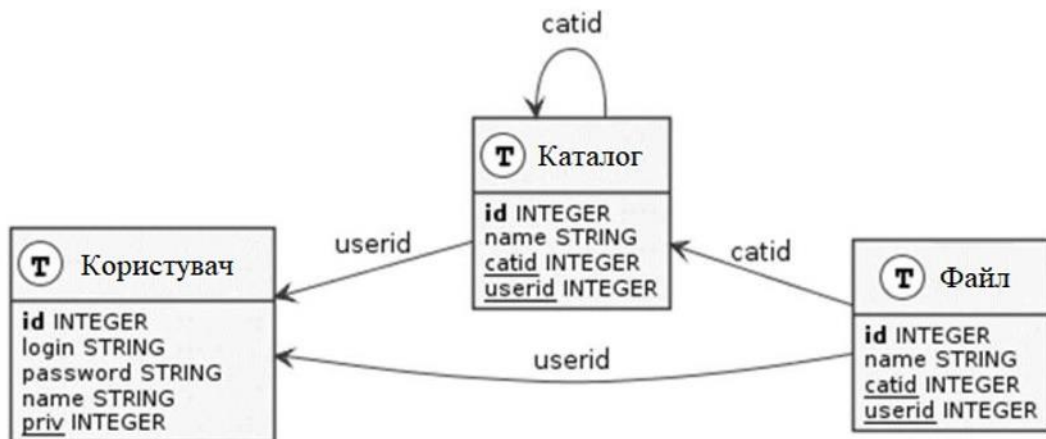 catid
T Каталог
id INTEGER
name STRING
catid INTEGER
userid INTEGER
userid
catid
T Користувач
id INTEGER
login STRING
password STRING
name STRING
priv INTEGER
T Файл
id INTEGER
name STRING
catid INTEGER
userid INTEGER
userid